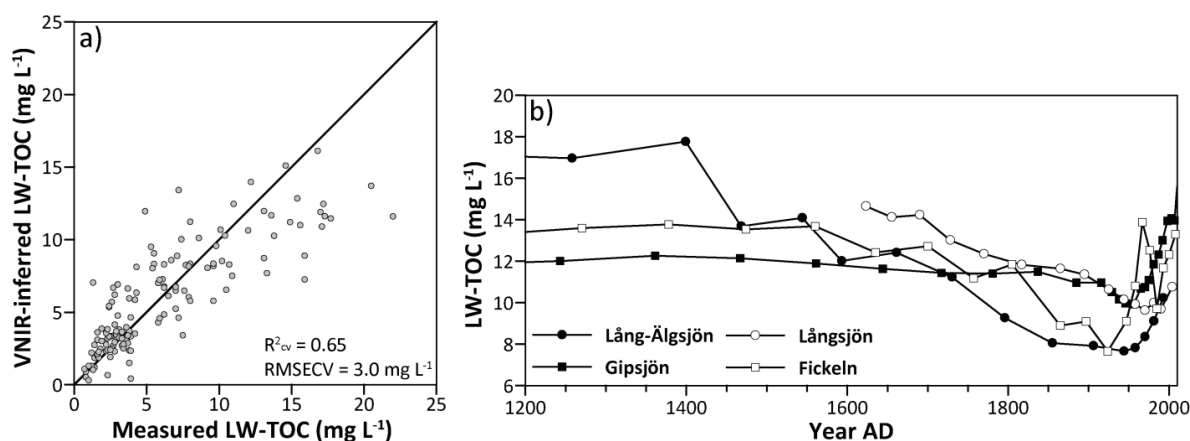 a)
VNIR-inferred LW-TOC (mg L⁻¹)
25
20
15
10
5
0
R²cv = 0.65
RMSECV = 3.0 mg L⁻¹
0 5 10 15 20 25
Measured LW-TOC (mg L⁻¹)
b)
LW-TOC (mg L⁻¹)
20
18
16
14
12
10
8
6
Lång-Älgsjön Långsjön
Gipsjön Fickeln
1200 1400 1600 1800 2000
Year AD